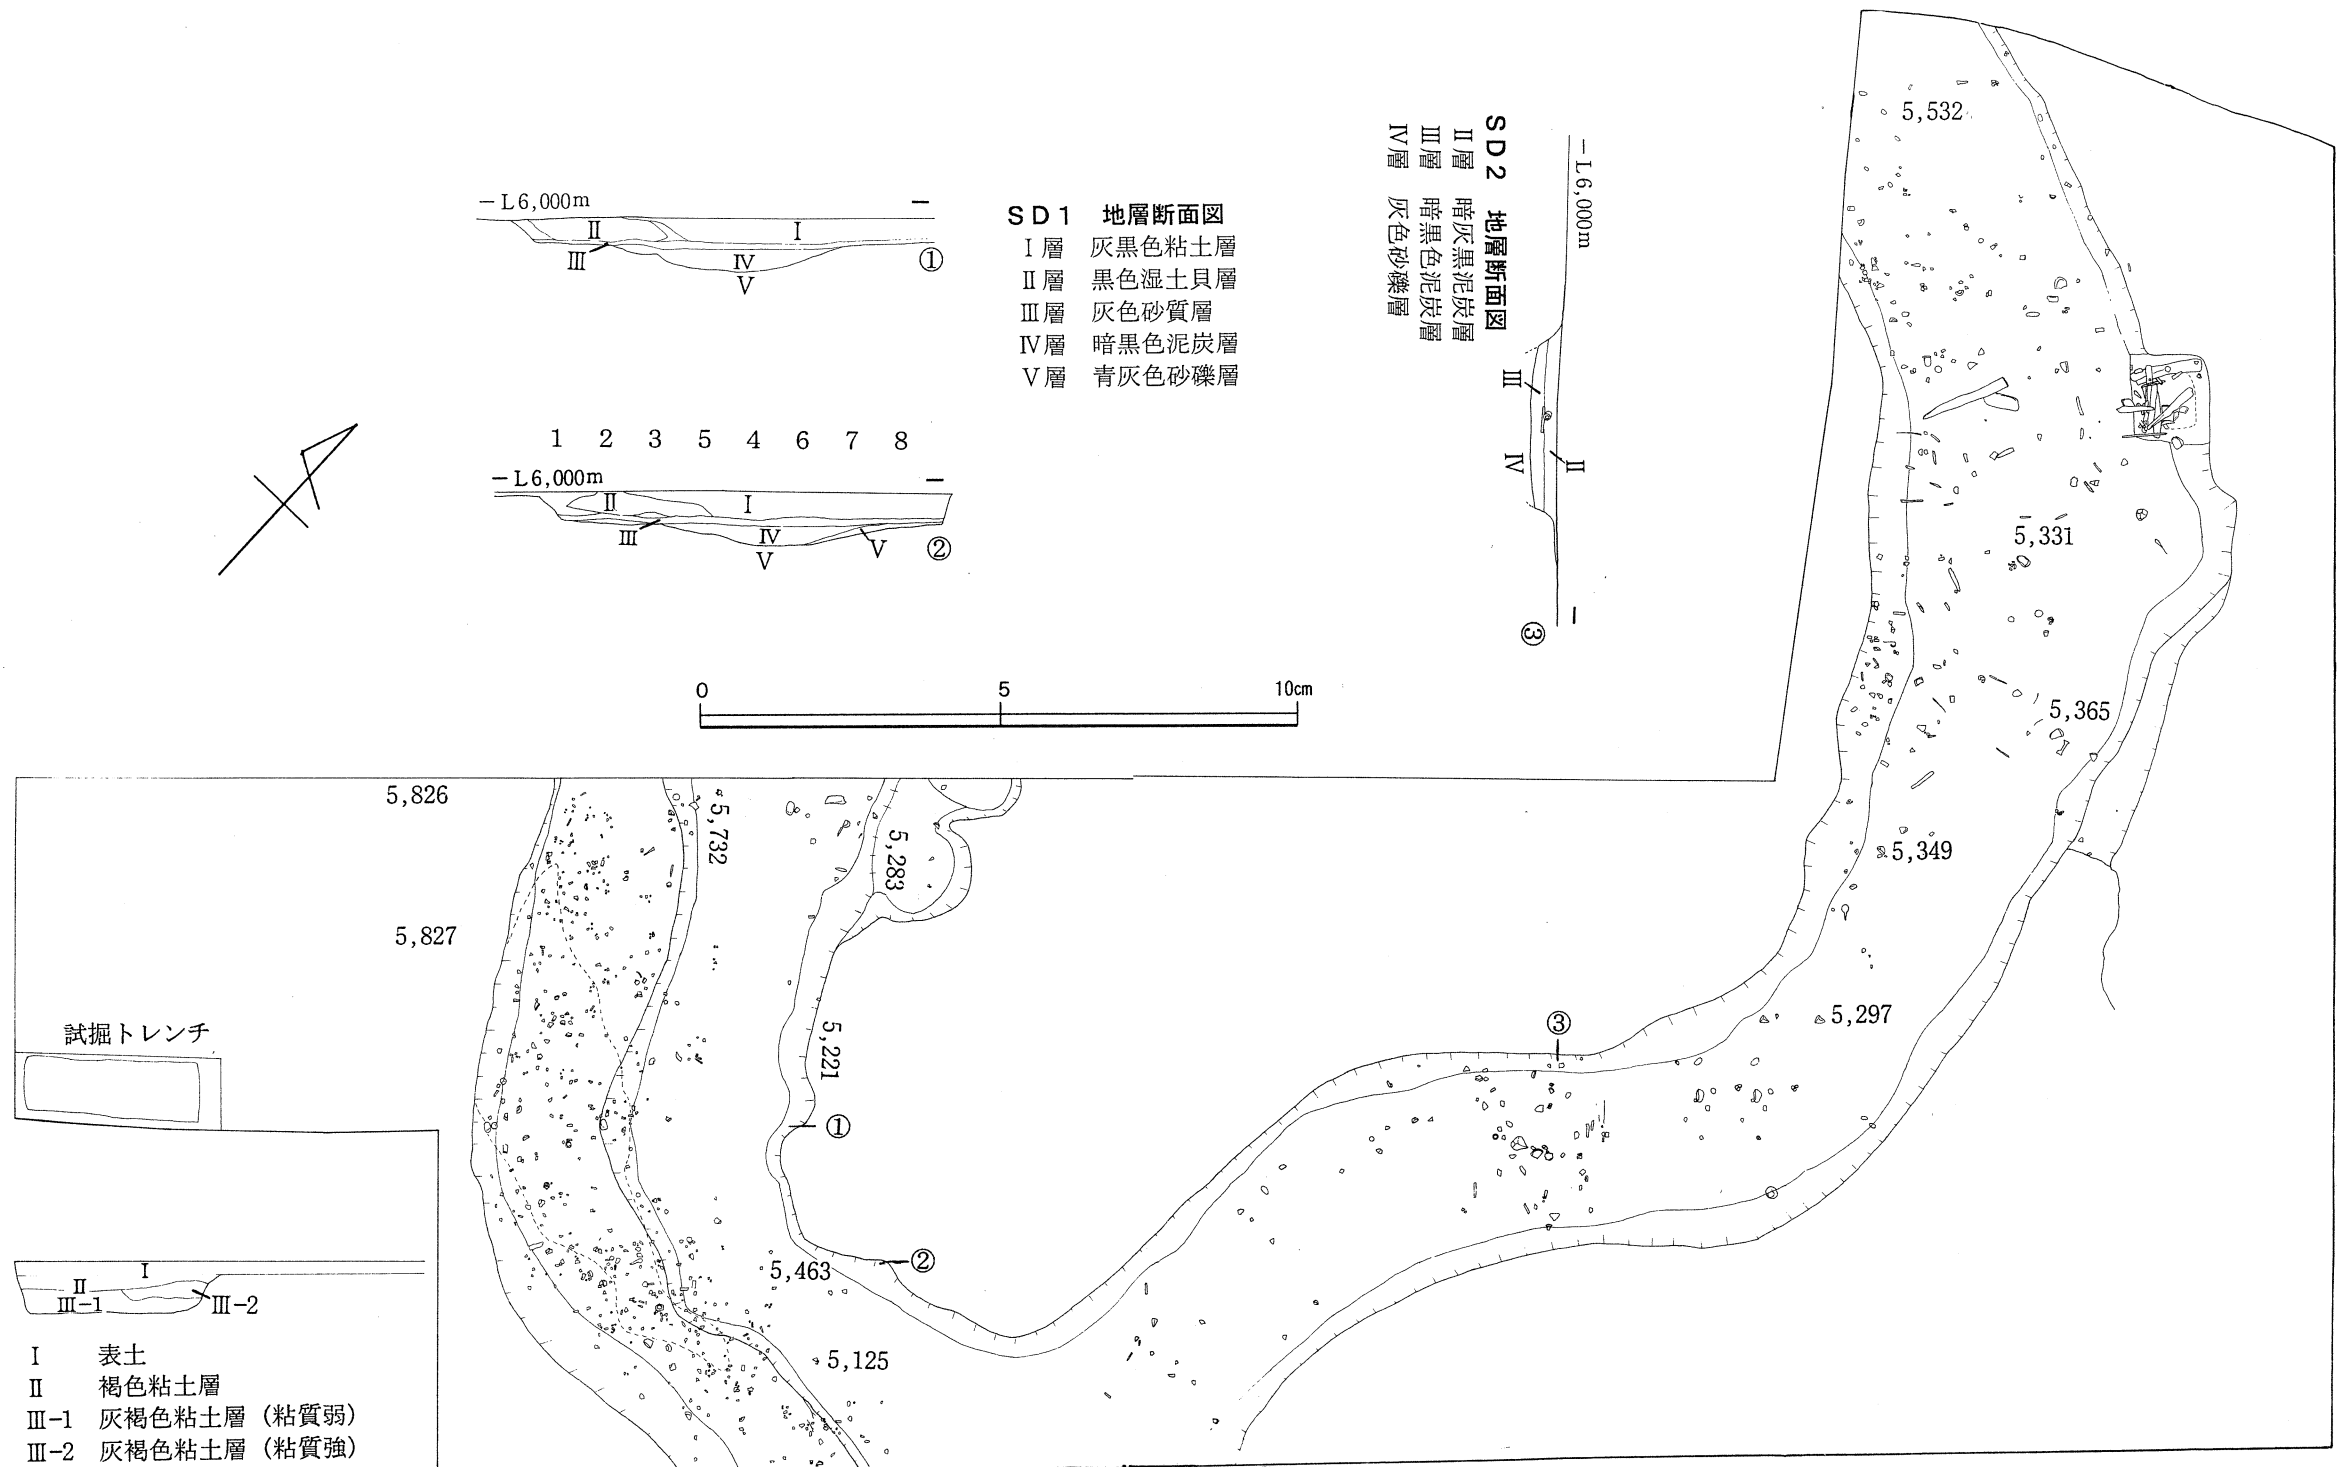 －L6,000m
Ⅱ
Ⅰ
Ⅲ
Ⅳ
Ⅴ
①
SD1 地層断面図
Ⅰ層 灰黒色粘土層
Ⅱ層 黒色湿土貝層
Ⅲ層 灰色砂質層
Ⅳ層 暗黒色泥炭層
Ⅴ層 青灰色砂礫層
1 2 3 5 4 6 7 8
－L6,000m
Ⅱ
Ⅰ
Ⅲ
Ⅳ
Ⅴ
Ⅴ
②
SD2 地層断面図
Ⅱ層 暗灰黒泥炭層
Ⅲ層 暗黒色泥炭層
Ⅳ層 灰色砂礫層
－L6,000m
Ⅲ
Ⅳ
Ⅱ
③
0 5 10cm
5,532
5,331
5,365
5,349
5,297
5,826
5,732
5,283
5,827
5,221
試掘トレンチ
③
①
②
5,463
5,125
Ⅰ
Ⅱ
Ⅲ-1
Ⅲ-2
Ⅰ 表土
Ⅱ 褐色粘土層
Ⅲ-1 灰褐色粘土層（粘質弱）
Ⅲ-2 灰褐色粘土層（粘質強）